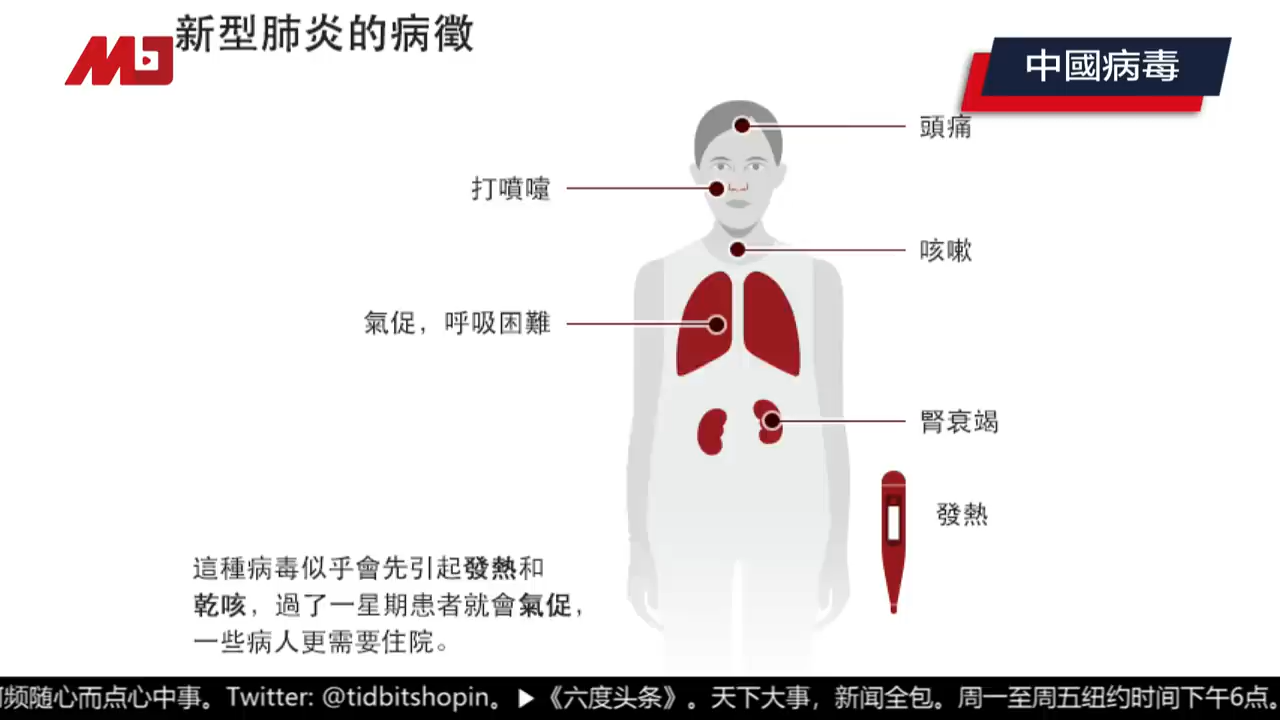 新型肺炎的病徵
MD
中國病毒
頭痛
打噴嚏
咳嗽
氣促，呼吸困難
腎衰竭
發熱
這種病毒似乎會先引起發熱和
乾咳，過了一星期患者就會氣促，
一些病人更需要住院。
频随心而点心中事。Twitter: @tidbitshopin。▶《六度头条》。天下大事，新闻全包。周一至周五纽约时间下午6点。